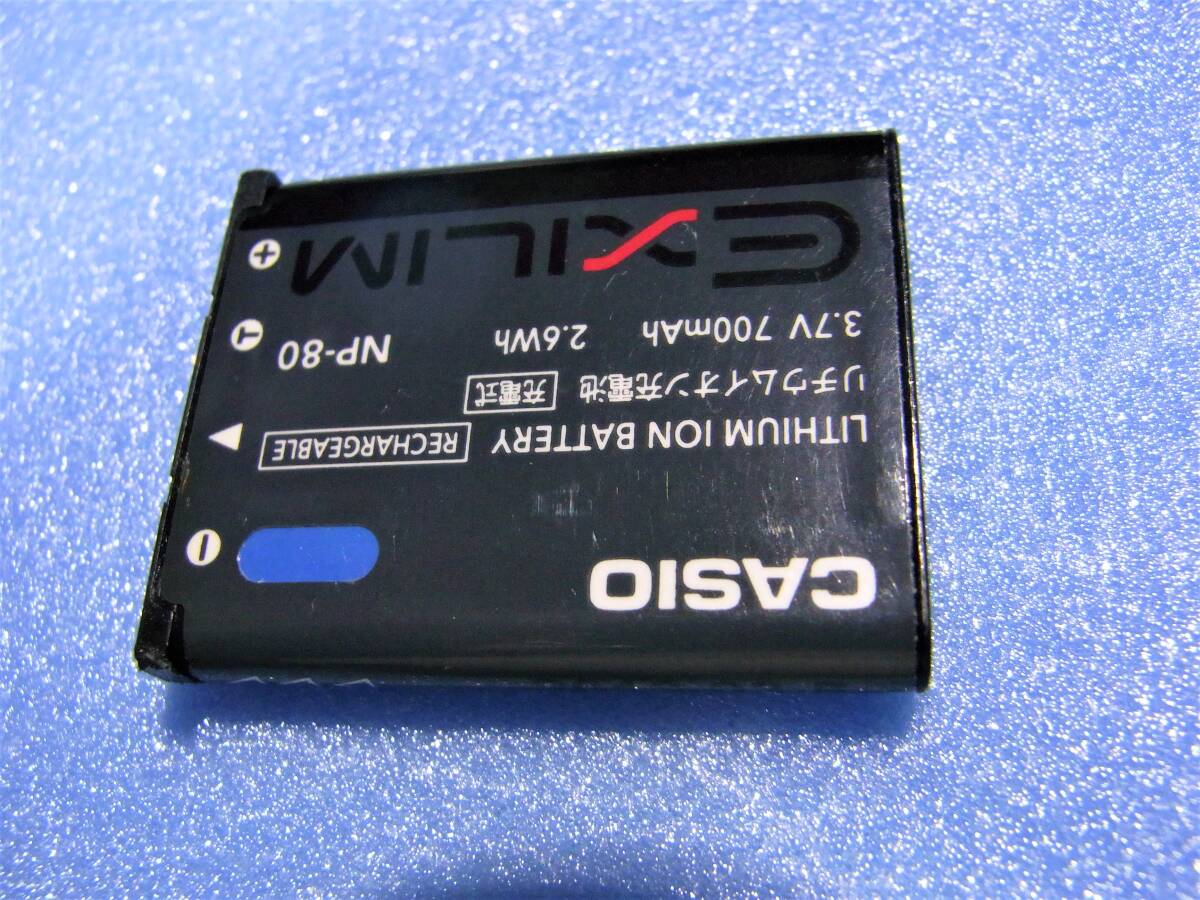 CASIO
LITHIUM ION BATTERY RECHARGEABLE
リチウムイオン充電池 充電式
3.7V 700mAh 2.6Wh NP-80
EXILIM